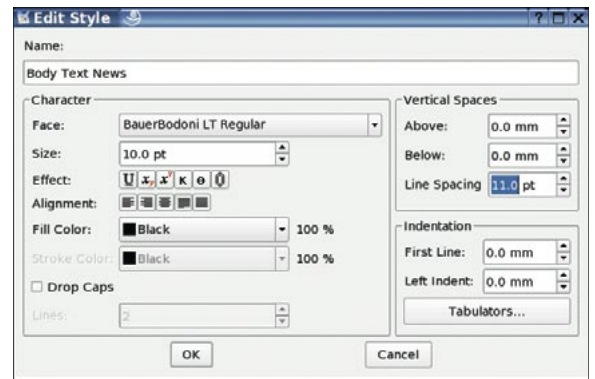 Edit Style
Name:
Body Text News
Character
Face: BauerBodoni LT Regular
Size: 10.0 pt
Effect:
Alignment:
Fill Color: Black 100 %
Stroke Color: Black 100 %
Drop Caps
Lines: 2
Vertical Spaces
Above: 0.0 mm
Below: 0.0 mm
Line Spacing 11.0 pt
Indentation
First Line: 0.0 mm
Left Indent: 0.0 mm
Tabulators...
OK
Cancel